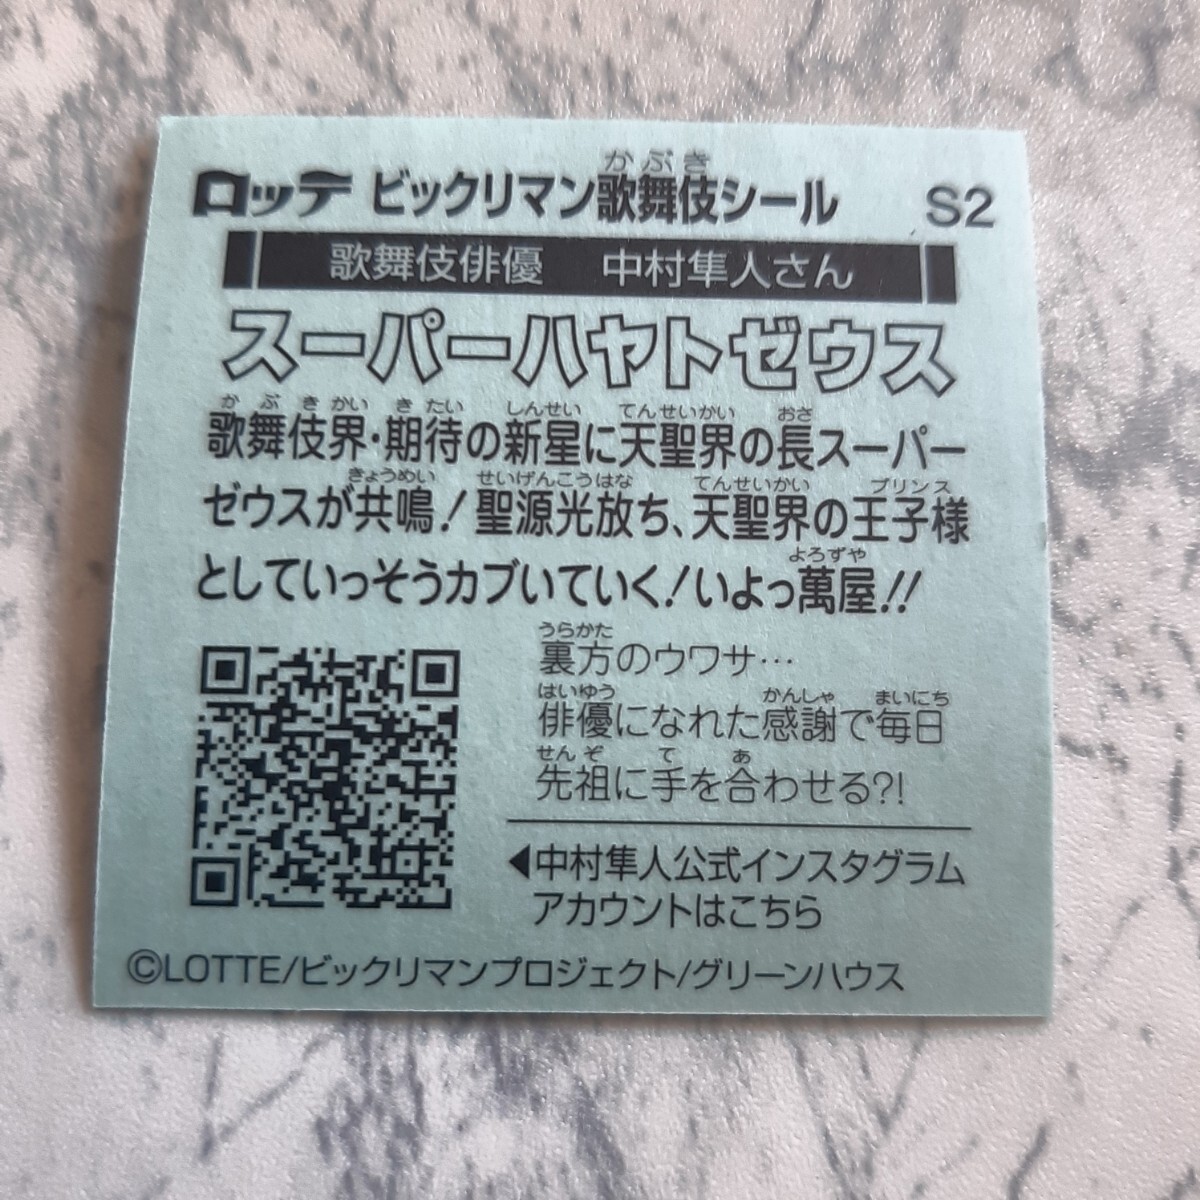 ロッテ ビックリマン歌舞伎シール S2
かぶき
歌舞伎俳優 中村隼人さん
スーパーハヤトゼウス
かぶきかい きたい しんせい てんせいかい おさ
歌舞伎界・期待の新星に天聖界の長スーパー
きょうめい せいげんこうはな てんせいかい プリンス
ゼウスが共鳴!聖源光放ち、天聖界の王子様
よろずや
としていっそうカブいていく!いよっ萬屋!!
うらかた
裏方のウワサ…
はいゆう かんしゃ まいにち
俳優になれた感謝で毎日
せんぞ て あ
先祖に手を合わせる?!
◀中村隼人公式インスタグラム
アカウントはこちら
©LOTTE/ビックリマンプロジェクト/グリーンハウス